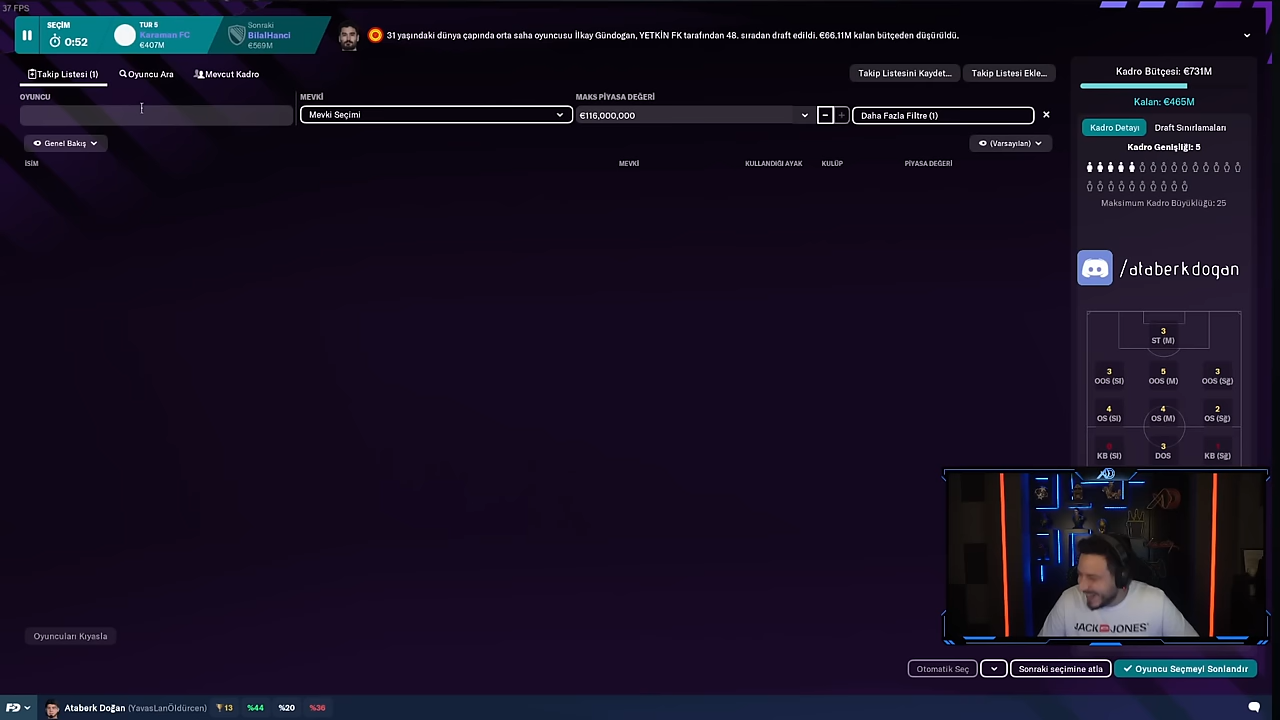 37 FPS
SEÇİM
0:52
TUR 5
Karaman FC
€407M
Sonraki
BilalHanci
€569M
31 yaşındaki dünya çapında orta saha oyuncusu İlkay Gündogan, YETKİN FK tarafından 48. sıradan draft edildi. €66.11M kalan bütçeden düşürüldü.
Takip Listesi (1)
Oyuncu Ara
Mevcut Kadro
Takip Listesini Kaydet...
Takip Listesi Ekle...
OYUNCU
MEVKİ
MAKS PİYASA DEĞERİ
Mevki Seçimi
€116,000,000
Daha Fazla Filtre (1)
Genel Bakış
(Varsayılan)
İSİM
MEVKİ
KULLANDIĞI AYAK
KULÜP
PİYASA DEĞERİ
Kadro Bütçesi: €731M
Kalan: €465M
Kadro Detayı
Draft Sınırlamaları
Kadro Genişliği: 5
Maksimum Kadro Büyüklüğü: 25
/ataberkdogan
3
ST (M)
3
OOS (Sl)
5
OOS (M)
3
OOS (Sğ)
4
OS (Sl)
4
OS (M)
2
OS (Sğ)
KB (Sl)
3
DOS
1
KB (Sğ)
JACK JONES
Oyuncuları Kıyasla
Otomatik Seç
Sonraki seçimine atla
Oyuncu Seçmeyi Sonlandır
Ataberk Doğan (YavasLanÖldürcen)
13
%44
%20
%36